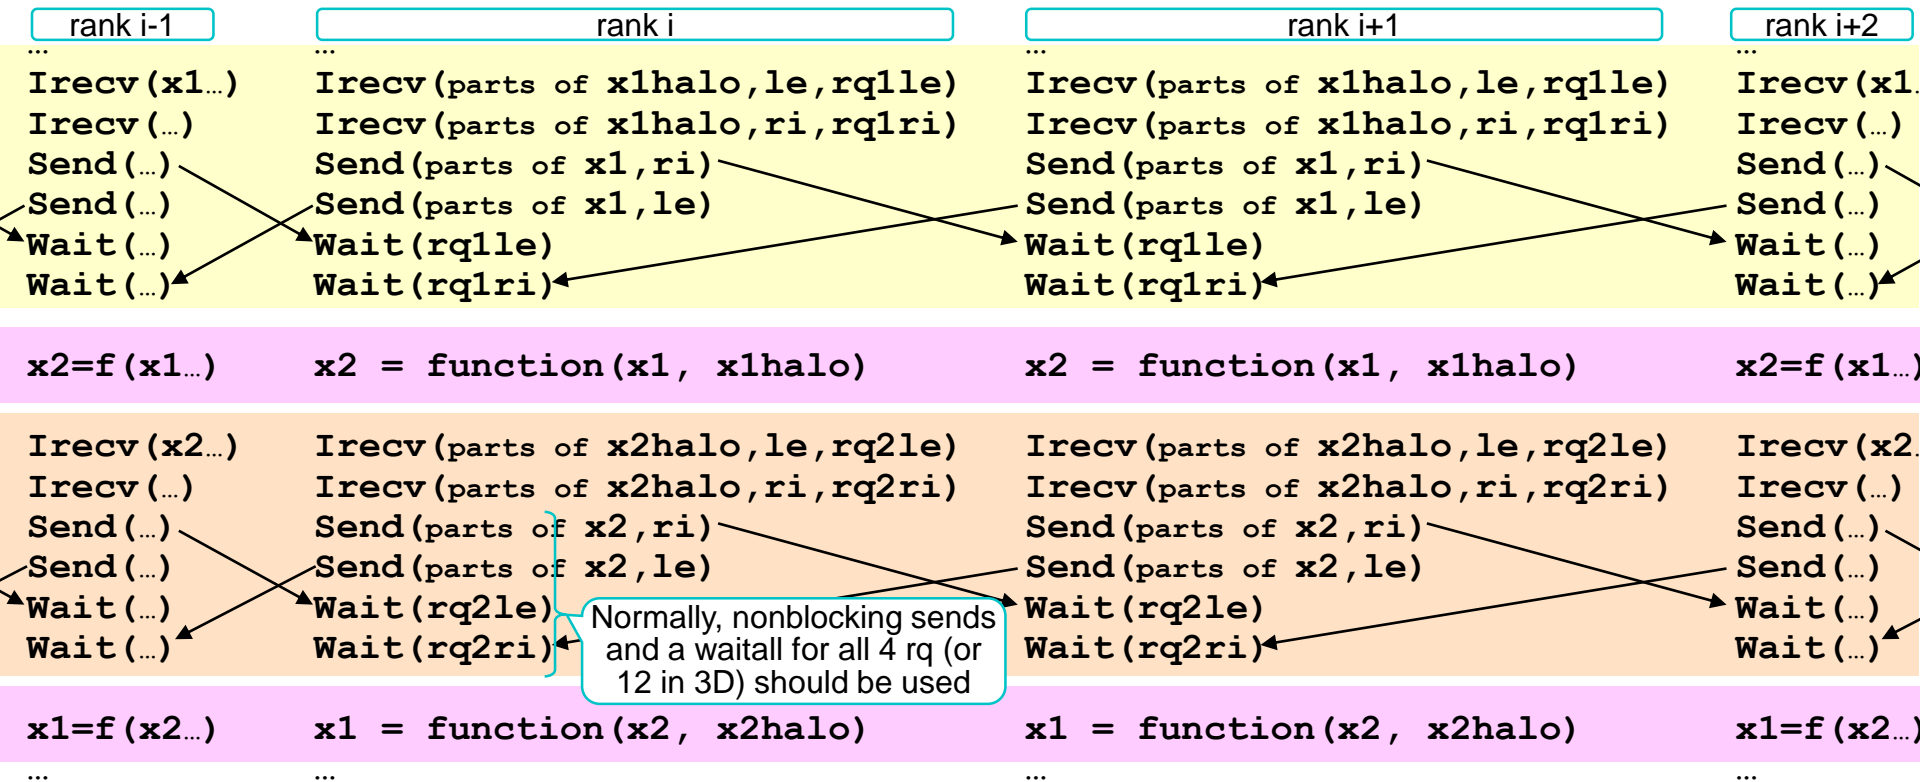 rank i-1 rank i rank i+1 rank i+2
… … … …
Irecv(x1…) Irecv(parts of x1halo,le,rq1le) Irecv(parts of x1halo,le,rq1le) Irecv(x1…
Irecv(…) Irecv(parts of x1halo,ri,rq1ri) Irecv(parts of x1halo,ri,rq1ri) Irecv(…)
Send(…) Send(parts of x1,ri) Send(parts of x1,ri) Send(…)
Send(…) Send(parts of x1,le) Send(parts of x1,le) Send(…)
Wait(…) Wait(rq1le) Wait(rq1le) Wait(…)
Wait(…) Wait(rq1ri) Wait(rq1ri) Wait(…)
x2=f(x1…) x2 = function(x1, x1halo) x2 = function(x1, x1halo) x2=f(x1…)
Irecv(x2…) Irecv(parts of x2halo,le,rq2le) Irecv(parts of x2halo,le,rq2le) Irecv(x2…
Irecv(…) Irecv(parts of x2halo,ri,rq2ri) Irecv(parts of x2halo,ri,rq2ri) Irecv(…)
Send(…) Send(parts of x2,ri) Send(parts of x2,ri) Send(…)
Send(…) Send(parts of x2,le) Send(parts of x2,le) Send(…)
Wait(…) Wait(rq2le) Wait(rq2le) Wait(…)
Wait(…) Wait(rq2ri) Wait(rq2ri) Wait(…)
Normally, nonblocking sends
and a waitall for all 4 rq (or
12 in 3D) should be used
x1=f(x2…) x1 = function(x2, x2halo) x1 = function(x2, x2halo) x1=f(x2…)
… … … …